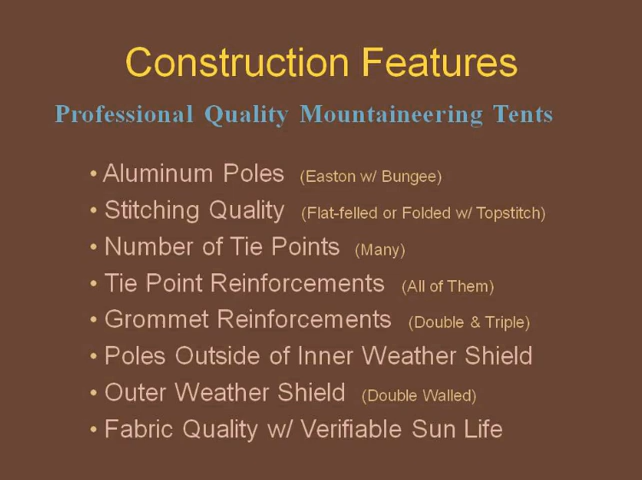 Construction Features
Professional Quality Mountaineering Tents
• Aluminum Poles (Easton w/ Bungee)
• Stitching Quality (Flat-felled or Folded w/ Topstitch)
• Number of Tie Points (Many)
• Tie Point Reinforcements (All of Them)
• Grommet Reinforcements (Double & Triple)
• Poles Outside of Inner Weather Shield
• Outer Weather Shield (Double Walled)
• Fabric Quality w/ Verifiable Sun Life